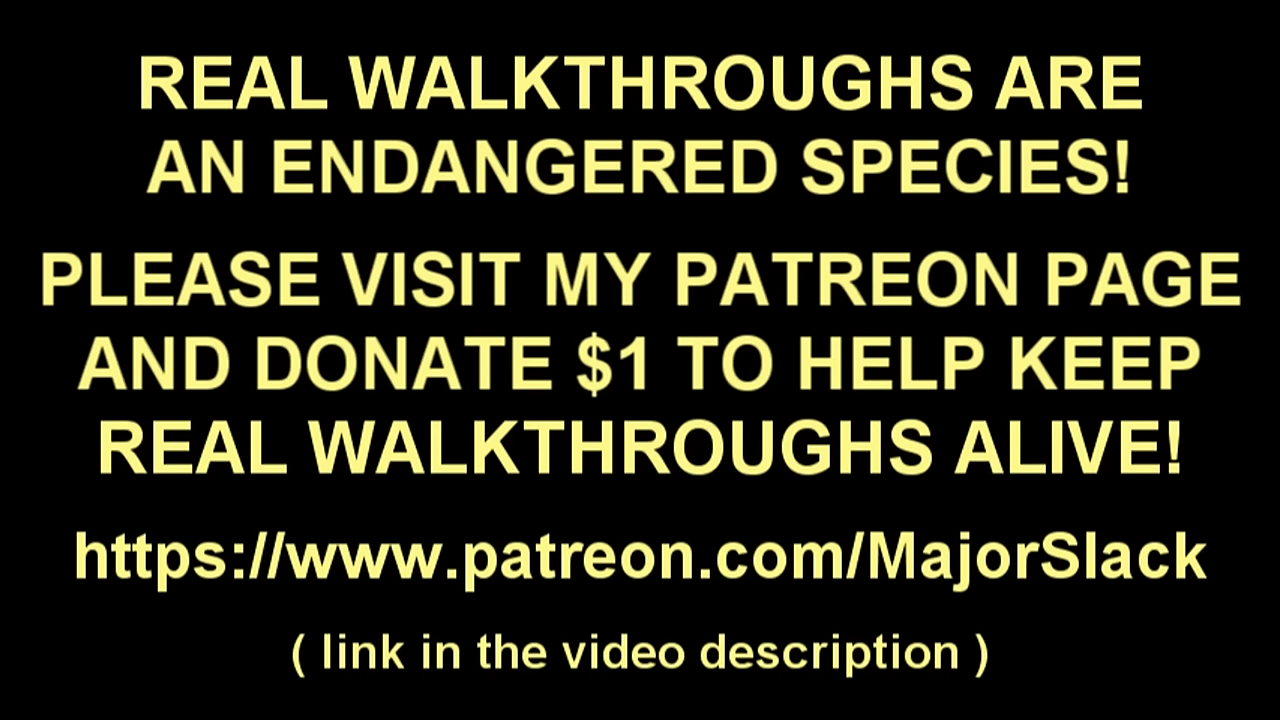 REAL WALKTHROUGHS ARE
AN ENDANGERED SPECIES!
PLEASE VISIT MY PATREON PAGE
AND DONATE $1 TO HELP KEEP
REAL WALKTHROUGHS ALIVE!
https://www.patreon.com/MajorSlack
( link in the video description )